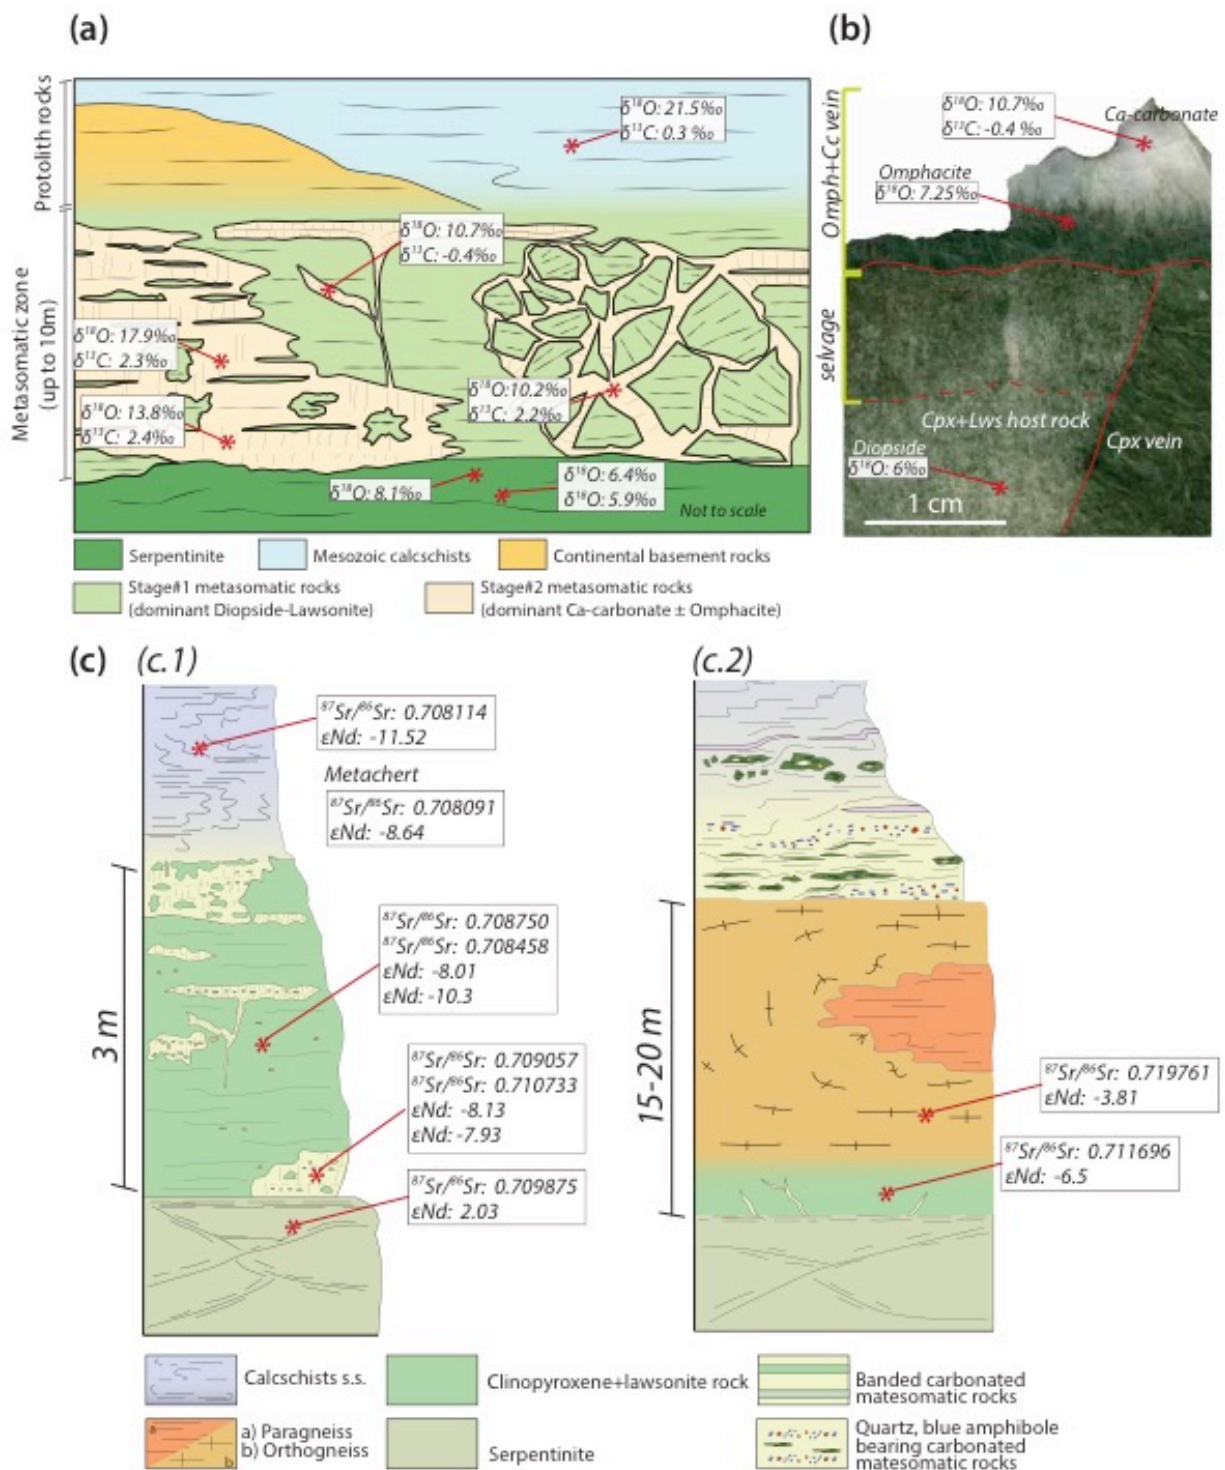 (a)
Protolith rocks
Metasomatic zone
(up to 10m)
δ¹⁸O: 21.5‰
δ¹³C: 0.3 ‰
δ¹⁸O: 10.7‰
δ¹³C: -0.4‰
δ¹⁸O: 17.9‰
δ¹³C: 2.3‰
δ¹⁸O: 13.8‰
δ¹³C: 2.4‰
δ¹⁸O:10.2‰
δ¹³C: 2.2‰
δ¹⁸O: 8.1‰
δ¹⁸O: 6.4‰
δ¹⁸O: 5.9‰
Not to scale
Serpentinite
Mesozoic calcschists
Continental basement rocks
Stage#1 metasomatic rocks
(dominant Diopside-Lawsonite)
Stage#2 metasomatic rocks
(dominant Ca-carbonate ± Omphacite)
(b)
Omph+Cc vein
selvage
δ¹⁸O: 10.7‰
δ¹³C: -0.4 ‰
Ca-carbonate
Omphacite
δ¹⁸O: 7.25‰
Cpx+Lws host rock
Cpx vein
Diopside
δ¹⁸O: 6‰
1 cm
(c)
(c.1)
⁸⁷Sr/⁸⁶Sr: 0.708114
εNd: -11.52
Metachert
⁸⁷Sr/⁸⁶Sr: 0.708091
εNd: -8.64
3 m
⁸⁷Sr/⁸⁶Sr: 0.708750
⁸⁷Sr/⁸⁶Sr: 0.708458
εNd: -8.01
εNd: -10.3
⁸⁷Sr/⁸⁶Sr: 0.709057
⁸⁷Sr/⁸⁶Sr: 0.710733
εNd: -8.13
εNd: -7.93
⁸⁷Sr/⁸⁶Sr: 0.709875
εNd: 2.03
(c.2)
15-20 m
⁸⁷Sr/⁸⁶Sr: 0.719761
εNd: -3.81
⁸⁷Sr/⁸⁶Sr: 0.711696
εNd: -6.5
Calcschists s.s.
Clinopyroxene+lawsonite rock
Banded carbonated
matesomatic rocks
a
b
a) Paragneiss
b) Orthogneiss
Serpentinite
Quartz, blue amphibole
bearing carbonated
matesomatic rocks